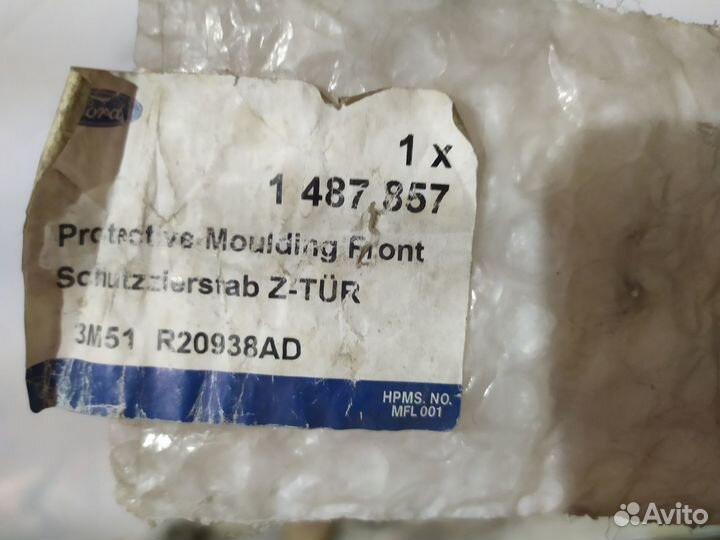 Ford
1 x
1 487 857
Protective Moulding Front
Schutzzierstab Z-TÜR
3M51 R20938AD
HPMS. NO.
MFL 001
Avito